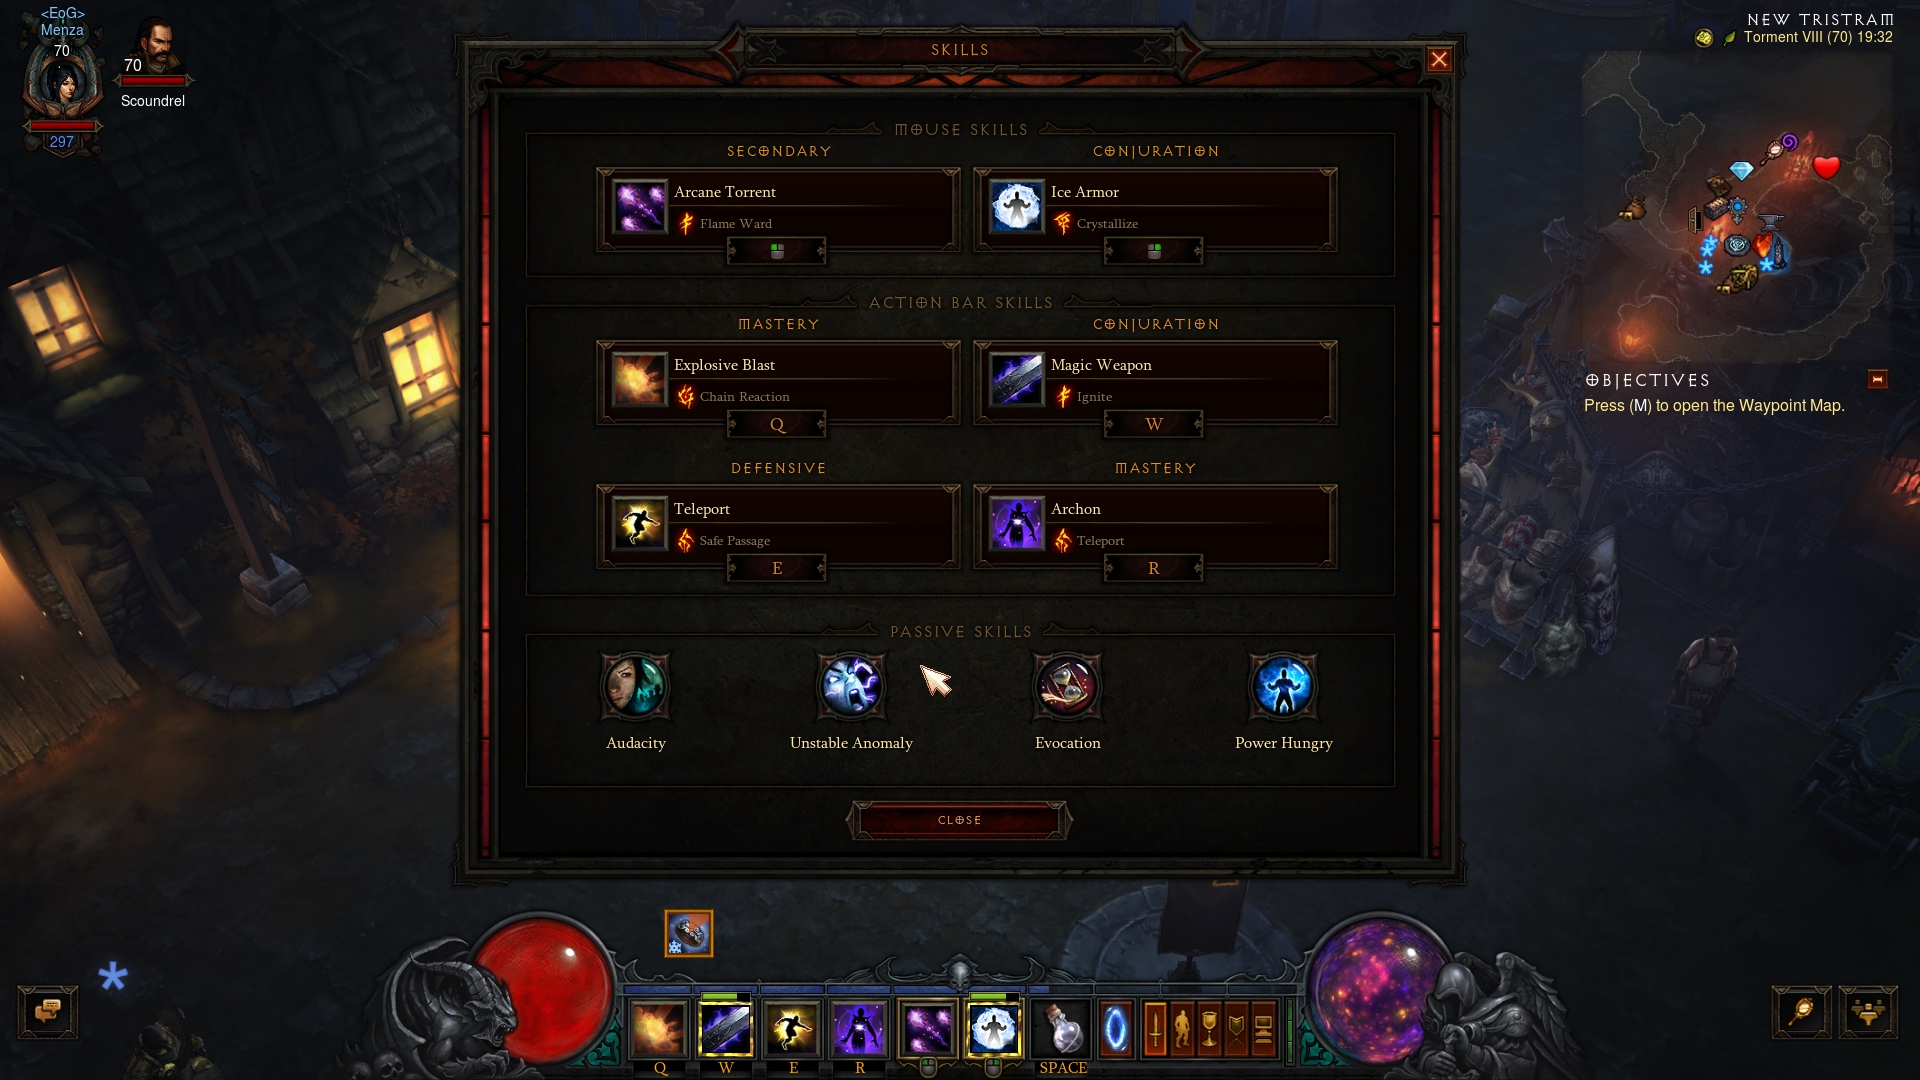 <EoG>
Menza
70
297
70
Scoundrel
NEW TRISTRAM
Torment VIII (70) 19:32
OBJECTIVES
Press (M) to open the Waypoint Map.
SKILLS
MOUSE SKILLS
SECONDARY
Arcane Torrent
Flame Ward
CONJURATION
Ice Armor
Crystallize
ACTION BAR SKILLS
MASTERY
Explosive Blast
Chain Reaction
Q
CONJURATION
Magic Weapon
Ignite
W
DEFENSIVE
Teleport
Safe Passage
E
MASTERY
Archon
Teleport
R
PASSIVE SKILLS
Audacity
Unstable Anomaly
Evocation
Power Hungry
CLOSE
Q
W
E
R
SPACE